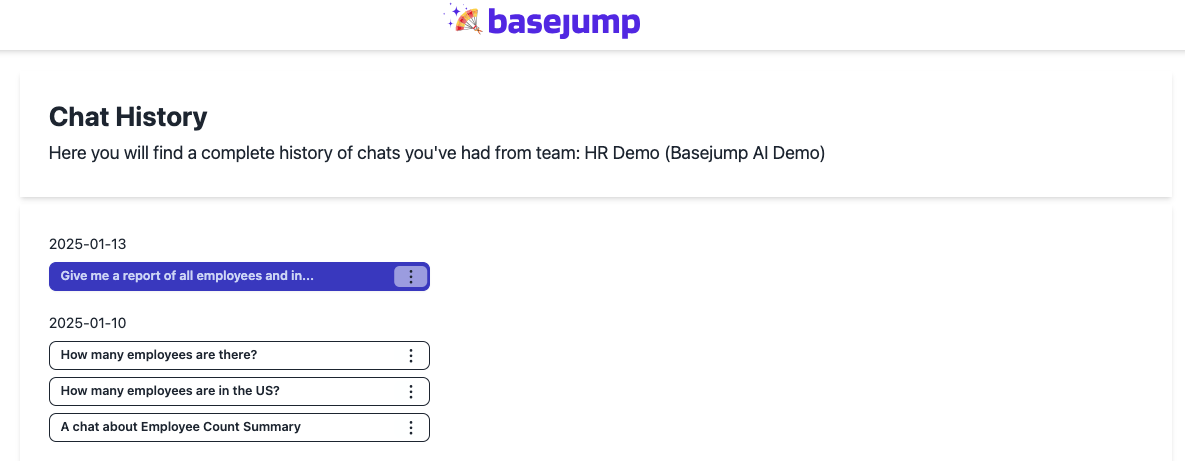 basejump
Chat History
Here you will find a complete history of chats you've had from team: HR Demo (Basejump AI Demo)
2025-01-13
Give me a report of all employees and in...
2025-01-10
How many employees are there?
How many employees are in the US?
A chat about Employee Count Summary